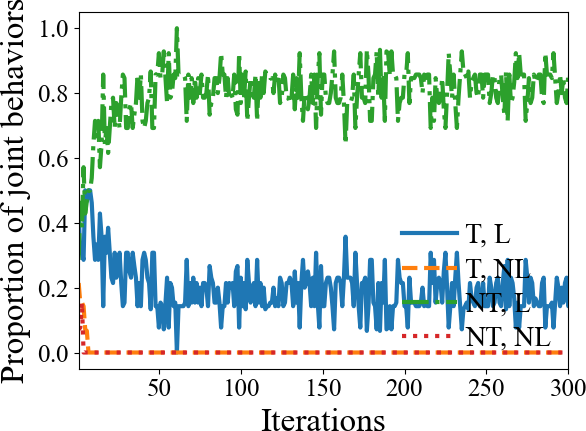 Proportion of joint behaviors
1.0
0.8
0.6
0.4
0.2
0.0
T, L
T, NL
NT, L
NT, NL
50 100 150 200 250 300
Iterations